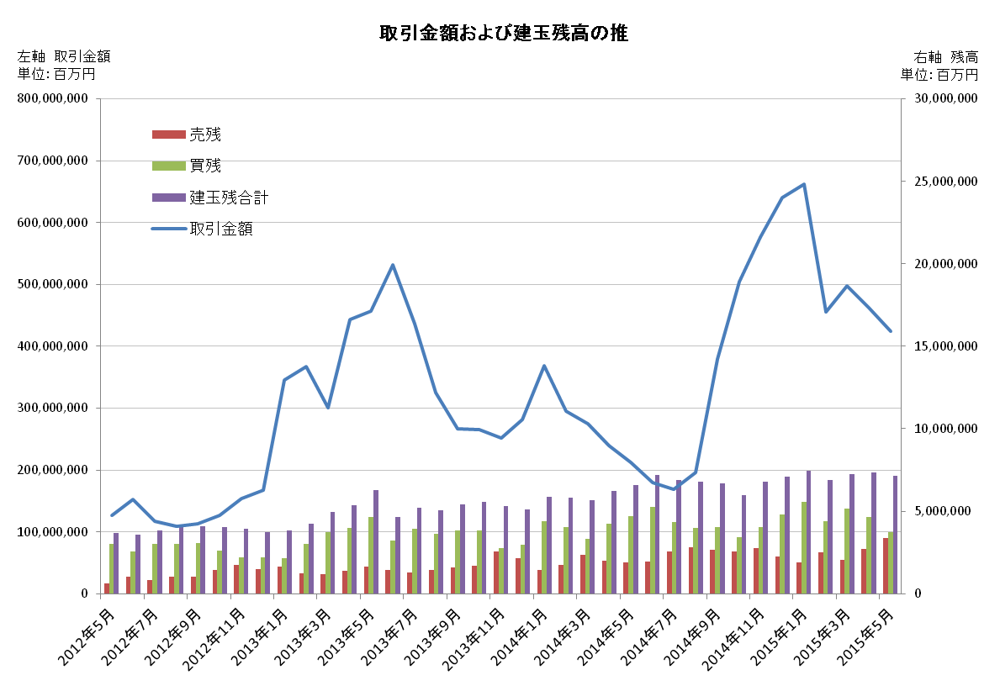 取引金額および建玉残高の推
左軸 取引金額
単位: 百万円
右軸 残高
単位: 百万円
800,000,000
700,000,000
600,000,000
500,000,000
400,000,000
300,000,000
200,000,000
100,000,000
0
売残
買残
建玉残合計
取引金額
30,000,000
25,000,000
20,000,000
15,000,000
10,000,000
5,000,000
0
2012年5月
2012年7月
2012年9月
2012年11月
2013年1月
2013年3月
2013年5月
2013年7月
2013年9月
2013年11月
2014年1月
2014年3月
2014年5月
2014年7月
2014年9月
2014年11月
2015年1月
2015年3月
2015年5月